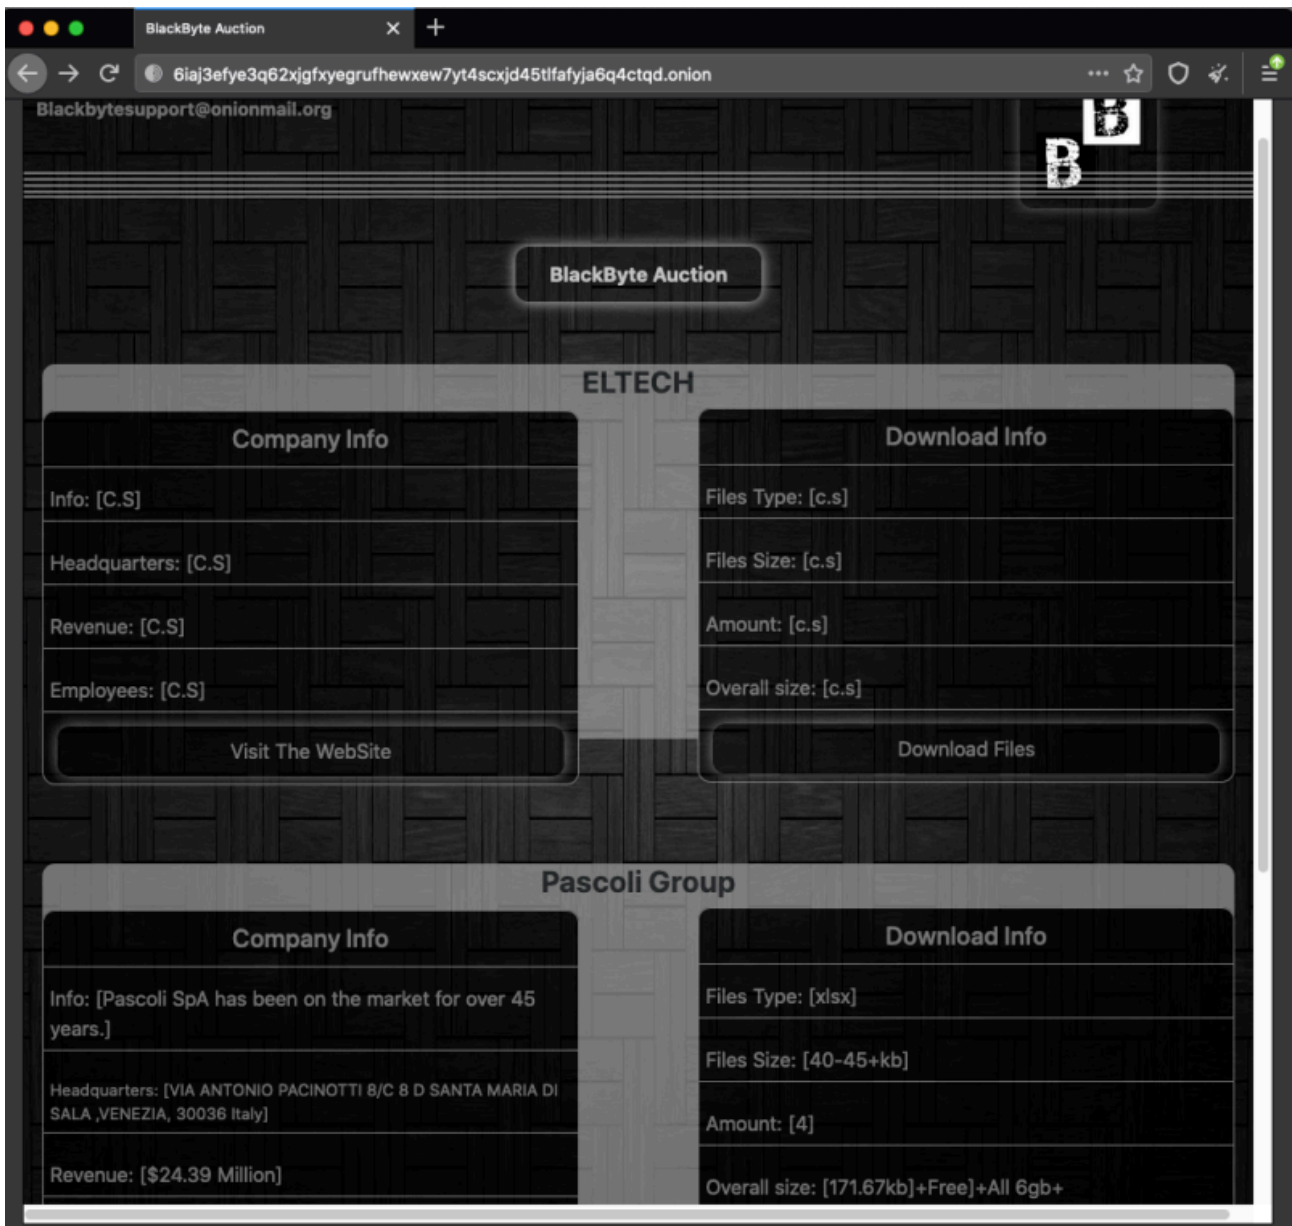 BlackByte Auction
6iaj3efye3q62xjgfxyegrufhewxew7yt4scxjd45tlfafyja6q4ctqd.onion
Blackbytesupport@onionmail.org
B
B
BlackByte Auction
ELTECH
Company Info
Info: [C.S]
Headquarters: [C.S]
Revenue: [C.S]
Employees: [C.S]
Visit The WebSite
Download Info
Files Type: [c.s]
Files Size: [c.s]
Amount: [c.s]
Overall size: [c.s]
Download Files
Pascoli Group
Company Info
Info: [Pascoli SpA has been on the market for over 45
years.]
Headquarters: [VIA ANTONIO PACINOTTI 8/C 8 D SANTA MARIA DI
SALA ,VENEZIA, 30036 Italy]
Revenue: [$24.39 Million]
Download Info
Files Type: [xlsx]
Files Size: [40-45+kb]
Amount: [4]
Overall size: [171.67kb]+Free]+All 6gb+